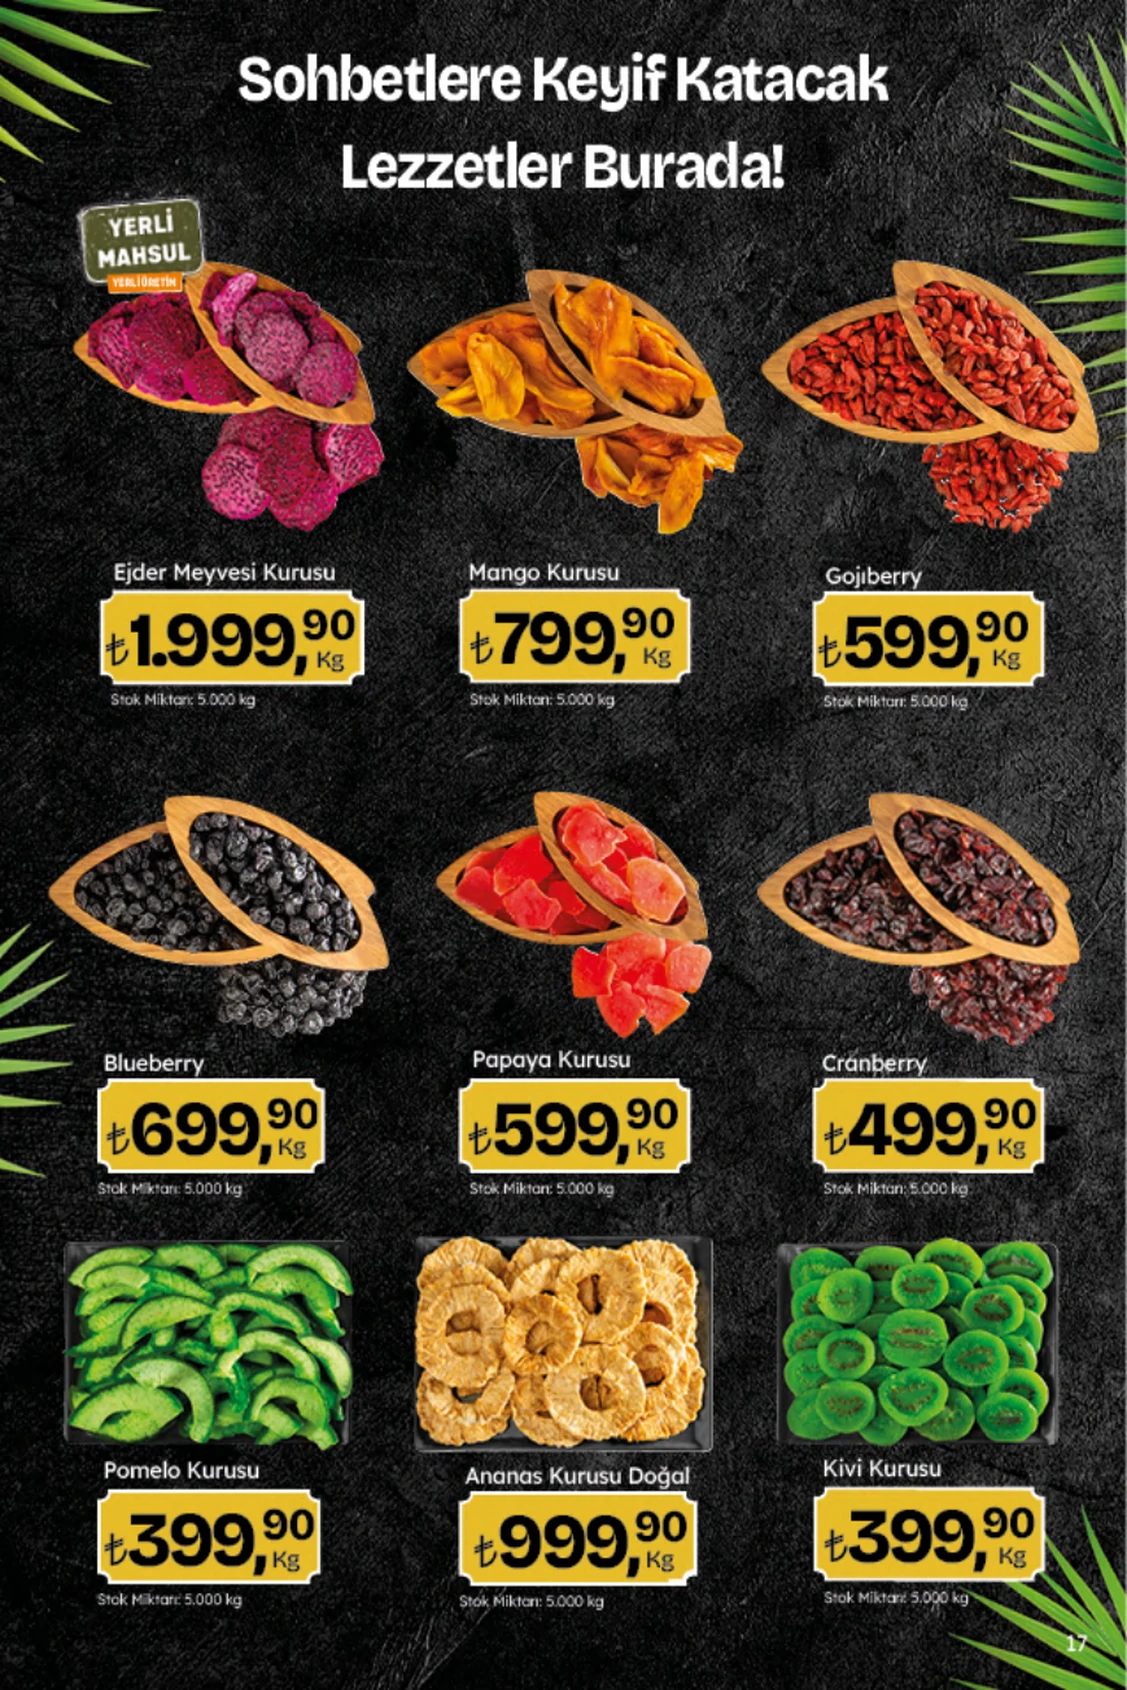 Sohbetlere Keyif Katacak
Lezzetler Burada!
YERLİ
MAHSUL
YERLİ ÜRETİM
Ejder Meyvesi Kurusu
₺1.999,90 Kg
Stok Miktarı: 5.000 kg
Mango Kurusu
₺799,90 Kg
Stok Miktarı: 5.000 kg
Gojiberry
₺599,90 Kg
Stok Miktarı: 5.000 kg
Blueberry
₺699,90 Kg
Stok Miktarı: 5.000 kg
Papaya Kurusu
₺599,90 Kg
Stok Miktarı: 5.000 kg
Cranberry
₺499,90 Kg
Stok Miktarı: 5.000 kg
Pomelo Kurusu
₺399,90 Kg
Stok Miktarı: 5.000 kg
Ananas Kurusu Doğal
₺999,90 Kg
Stok Miktarı: 5.000 kg
Kivi Kurusu
₺399,90 Kg
Stok Miktarı: 5.000 kg
17